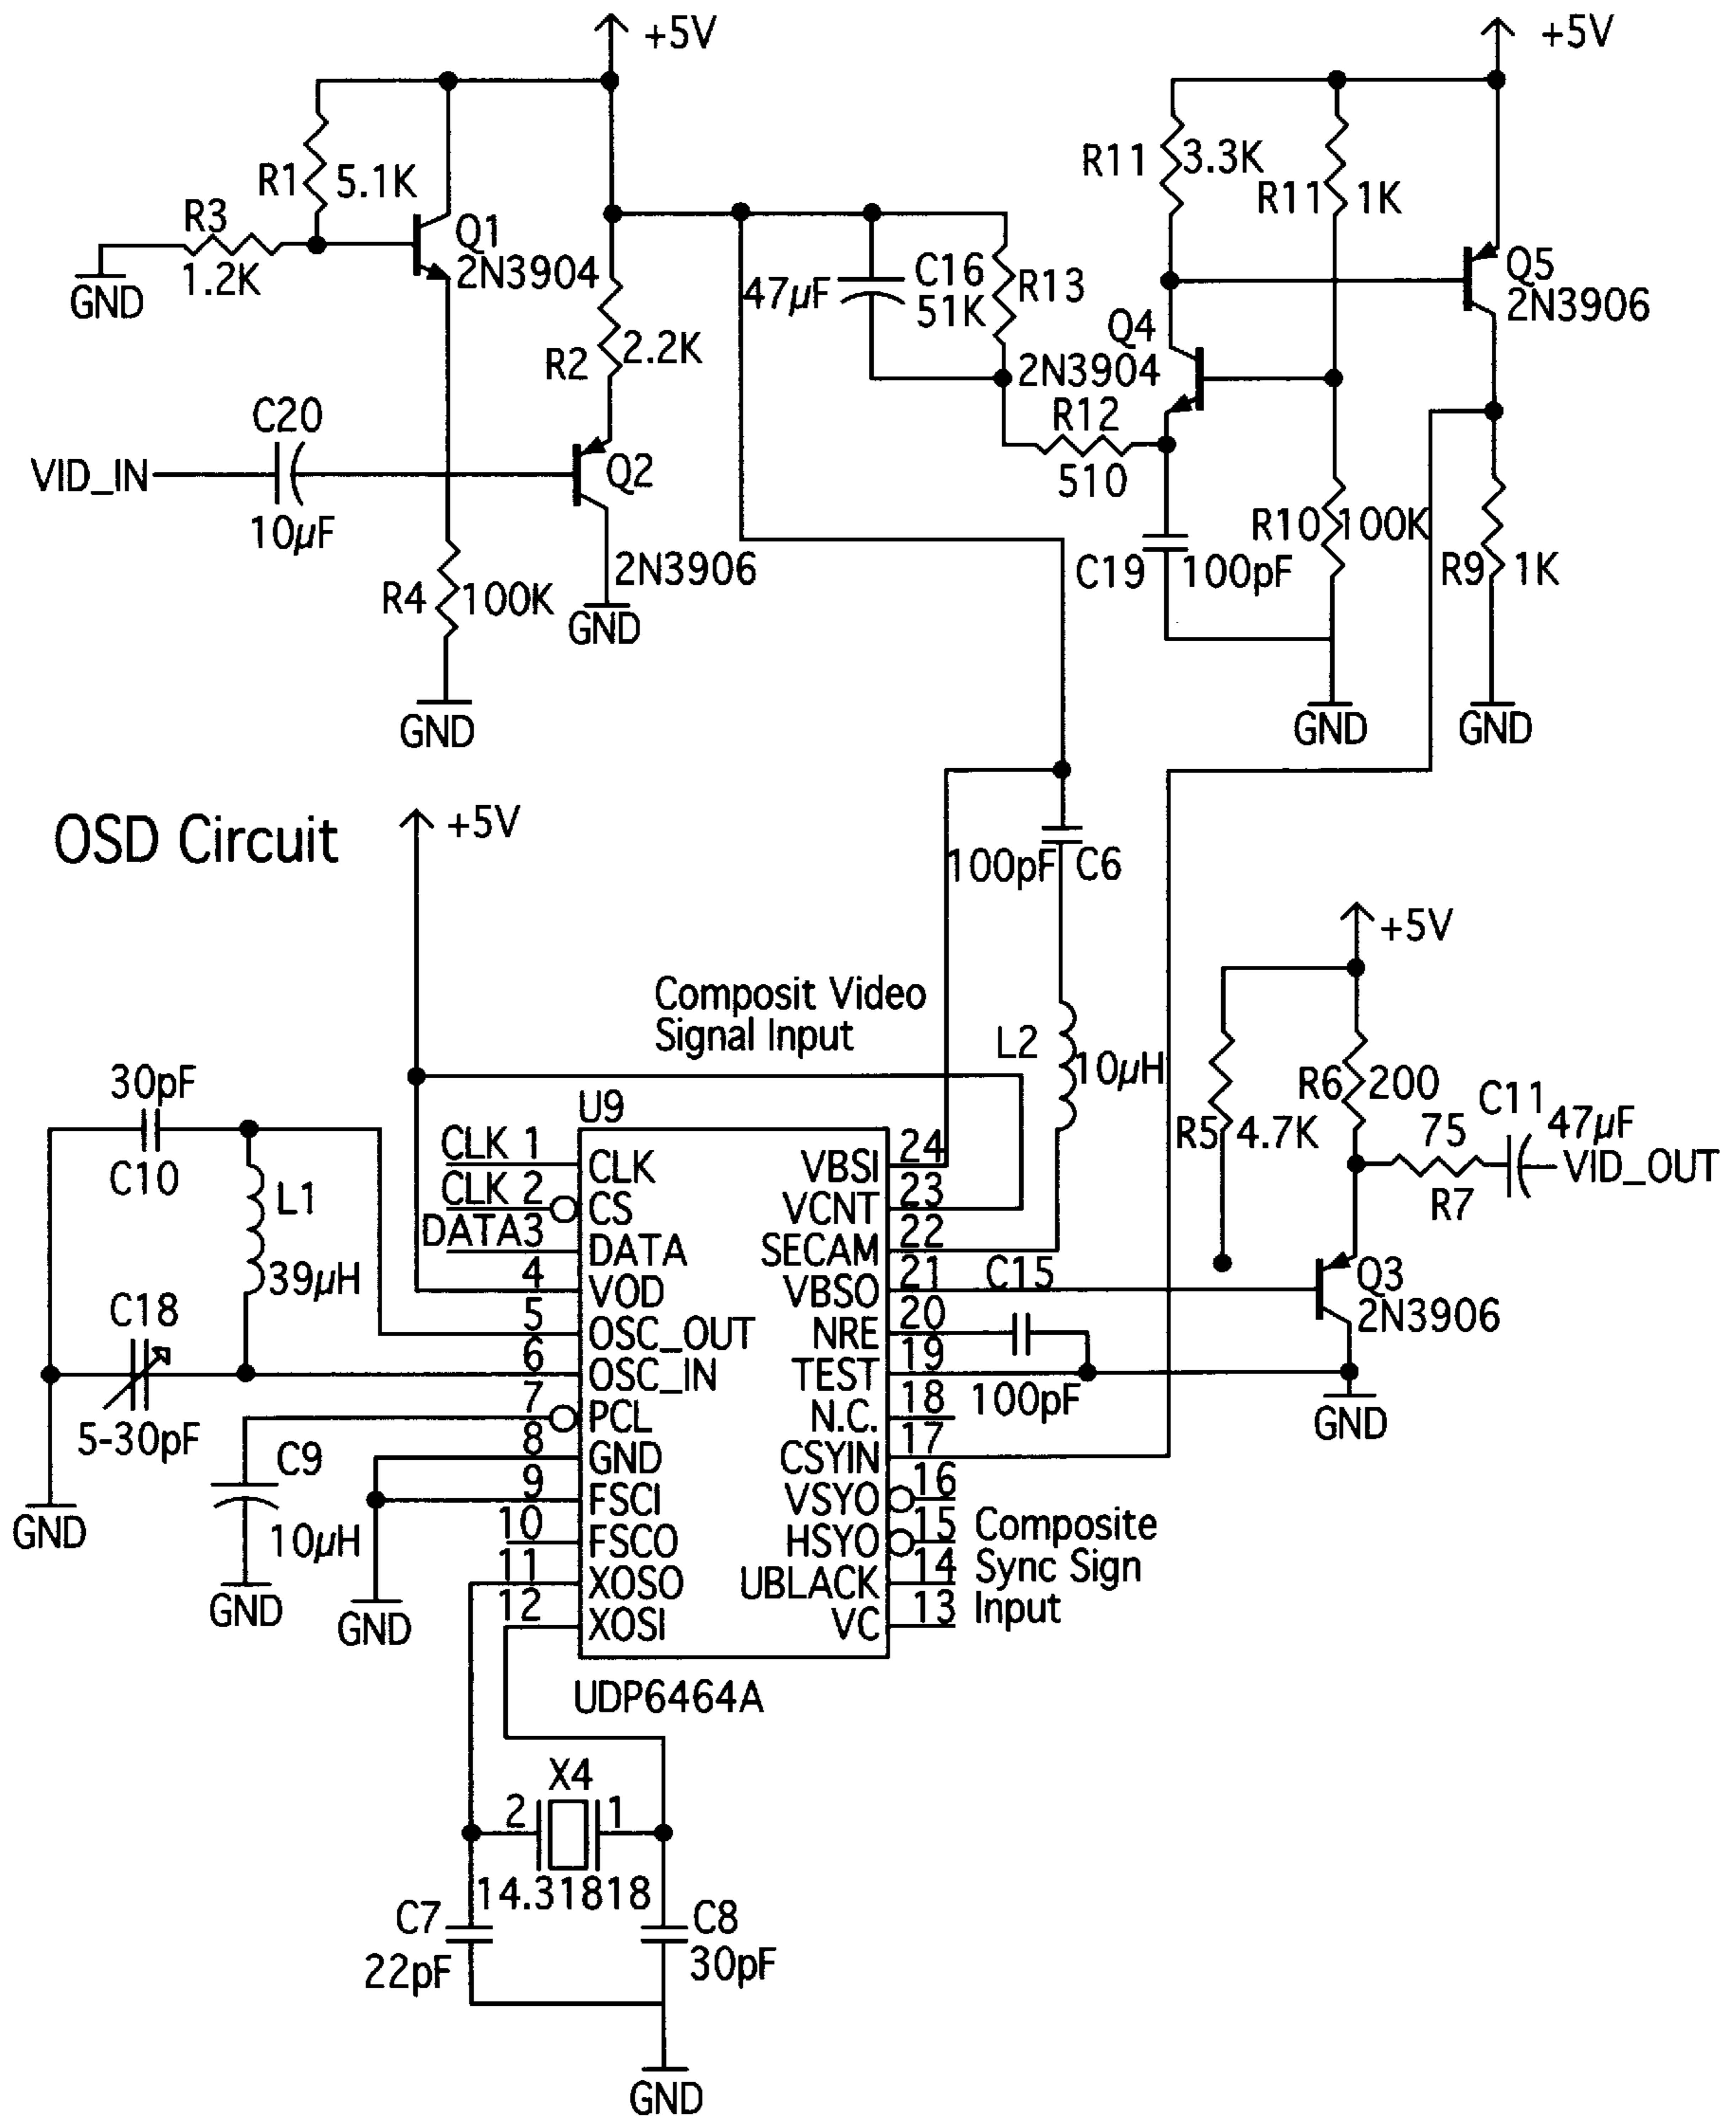 +5V
+5V
R1
5.1K
R3
1.2K
GND
Q1
2N3904
R2
2.2K
C20
VID_IN
10µF
Q2
2N3906
GND
R4
100K
GND
47µF
C16
51K
R13
R11
3.3K
R11
1K
Q5
2N3906
Q4
2N3904
R12
510
C19
100pF
R10
100K
R9
1K
GND
GND
OSD Circuit
+5V
100pF
C6
Composit Video
Signal Input
L2
10µH
+5V
R5
4.7K
R6
200
75
R7
C11
47µF
VID_OUT
Q3
2N3906
GND
30pF
C10
L1
39µH
C18
5-30pF
GND
C9
10µH
GND
GND
U9
CLK 1
CLK
CLK 2
CS
DATA3
DATA
4
VOD
5
OSC_OUT
6
OSC_IN
7
PCL
8
GND
9
FSCI
10
FSCO
11
XOSO
12
XOSI
VBSI
24
VCNT
23
SECAM
22
VBSO
21
NRE
20
TEST
19
N.C.
18
CSYIN
17
VSYO
16
HSYO
15
UBLACK
14
VC
13
C15
100pF
Composite
Sync Sign
Input
UDP6464A
X4
2
1
14.31818
C7
22pF
C8
30pF
GND